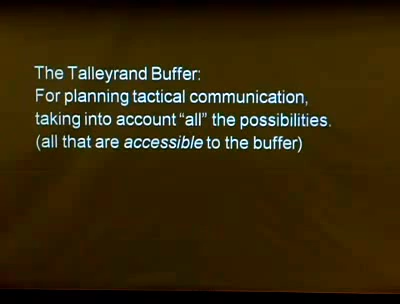 The Talleyrand Buffer:
For planning tactical communication,
taking into account “all” the possibilities.
(all that are accessible to the buffer)